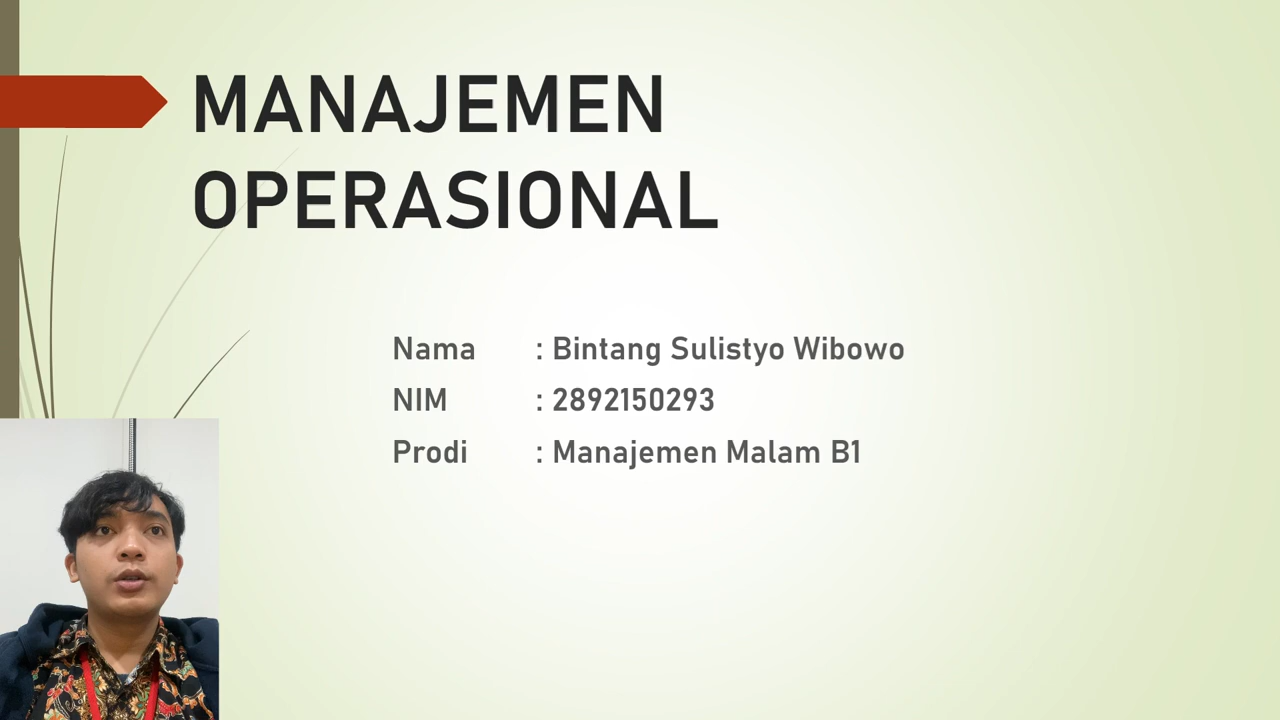 MANAJEMEN
OPERASIONAL
Nama : Bintang Sulistyo Wibowo
NIM : 2892150293
Prodi : Manajemen Malam B1